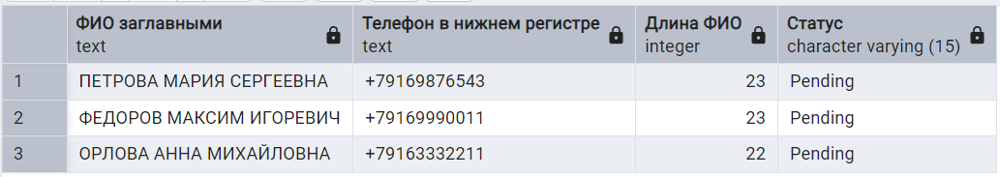 ФИО заглавными Телефон в нижнем регистре Длина ФИО Статус
text text integer character varying (15)
1 ПЕТРОВА МАРИЯ СЕРГЕЕВНА +79169876543 23 Pending
2 ФЕДОРОВ МАКСИМ ИГОРЕВИЧ +79169990011 23 Pending
3 ОРЛОВА АННА МИХАЙЛОВНА +79163332211 22 Pending